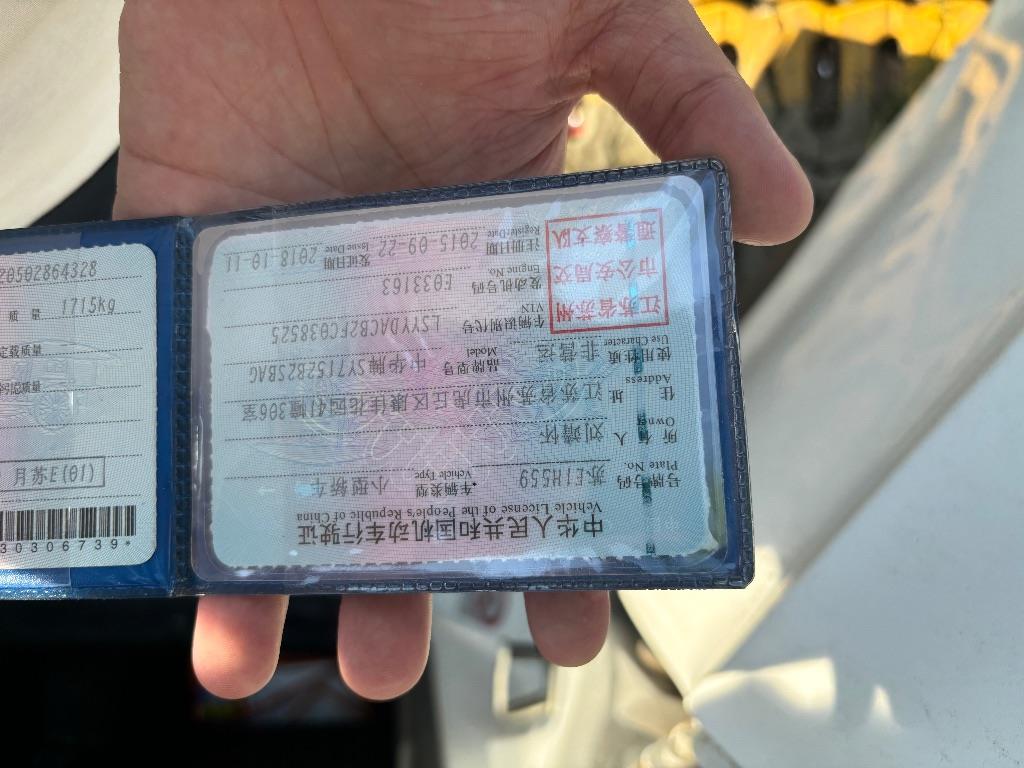 中华人民共和国机动车行驶证
Vehicle License of the People's Republic of China
号牌号码 苏E1H559 车辆类型 小型轿车
Plate No. Vehicle Type
所有人 刘婧怀
Owner
住址 江苏省苏州市虎丘区康佳花园41幢306室
Address
使用性质 非营运 品牌型号 中华牌SY7152B2SBAG
Use Character Model
江苏省苏州
市公安局交
通警察支队
车辆识别代号 LSYYDACB2FC038525
VIN
发动机号码 E033163
Engine No.
注册日期 2015-09-22 发证日期 2018-10-11
Register Date Issue Date
30306739*
月苏E(01)
质量 1715kg
20502864328